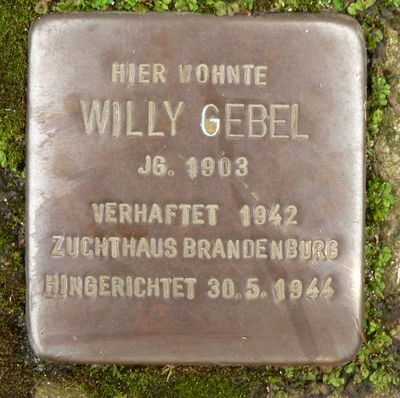 HIER WOHNTE
WILLY GEBEL
JG. 1903
VERHAFTET 1942
ZUCHTHAUS BRANDENBURG
HINGERICHTET 30.5.1944